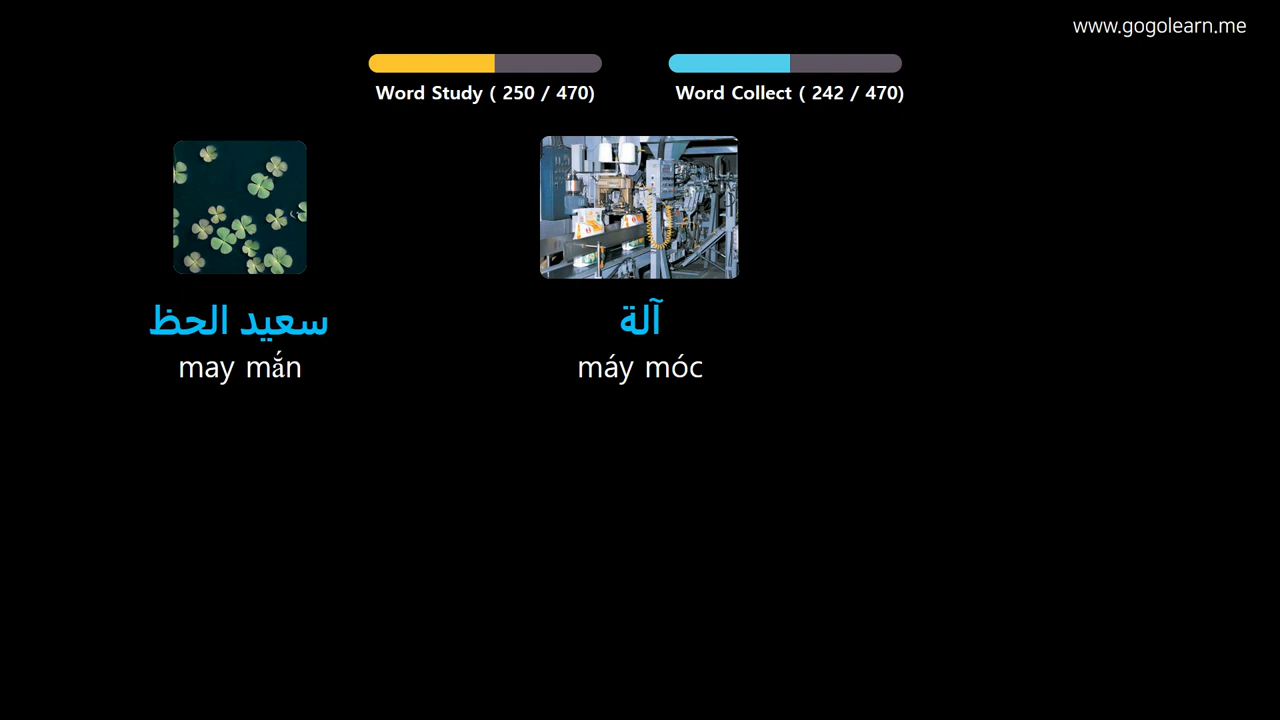 www.gogolearn.me
Word Study ( 250 / 470)
Word Collect ( 242 / 470)
سعيد الحظ
may mắn
آلة
máy móc